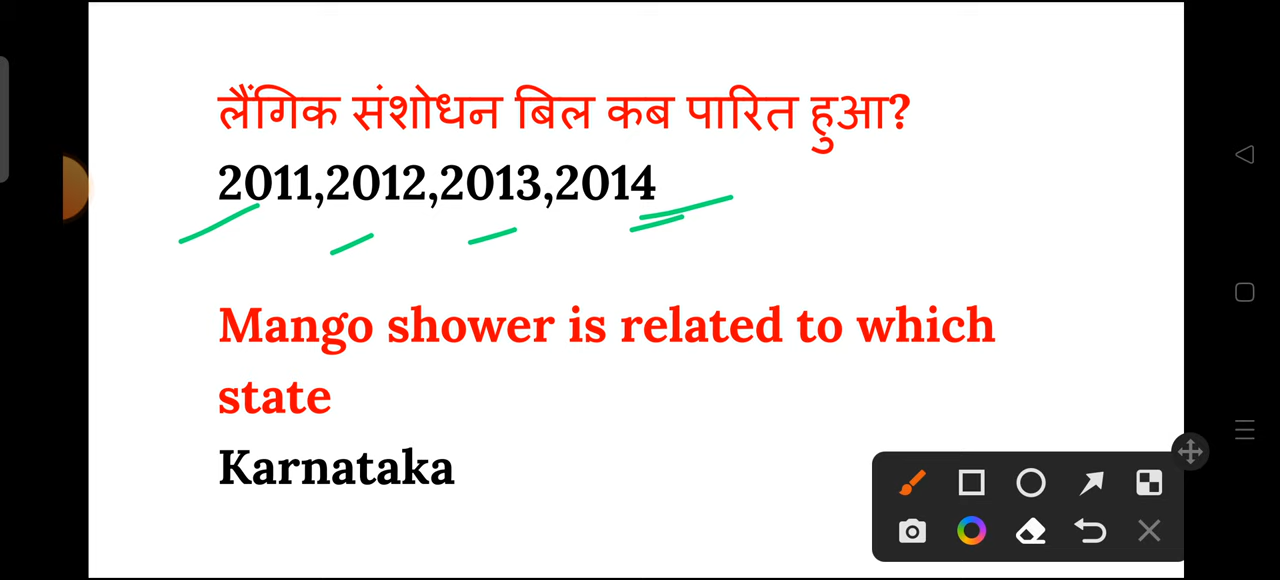 लैंगिक संशोधन बिल कब पारित हुआ?
2011,2012,2013,2014
Mango shower is related to which
state
Karnataka